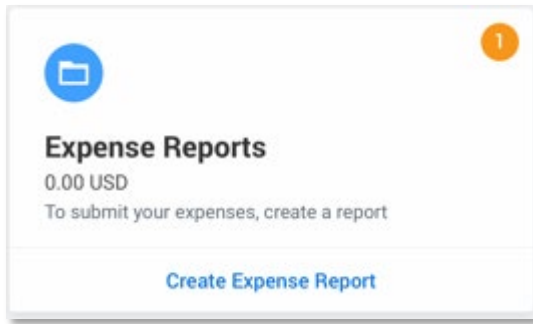 1
Expense Reports
0.00 USD
To submit your expenses, create a report
Create Expense Report